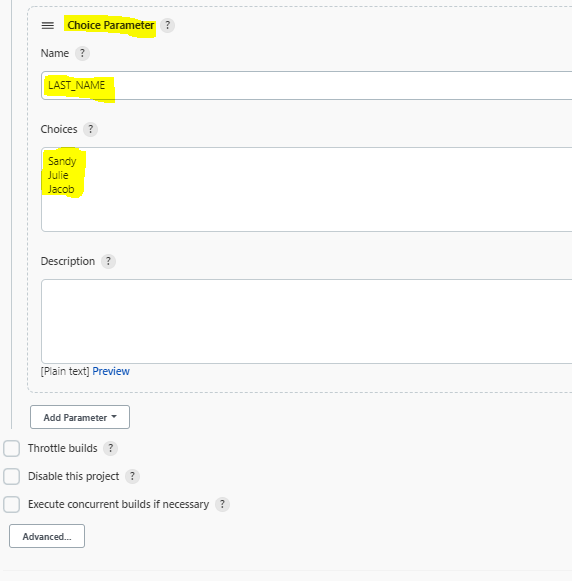 Choice Parameter ?
Name ?
LAST_NAME
Choices ?
Sandy
Julie
Jacob
Description ?
[Plain text] Preview
Add Parameter
Throttle builds ?
Disable this project ?
Execute concurrent builds if necessary ?
Advanced...